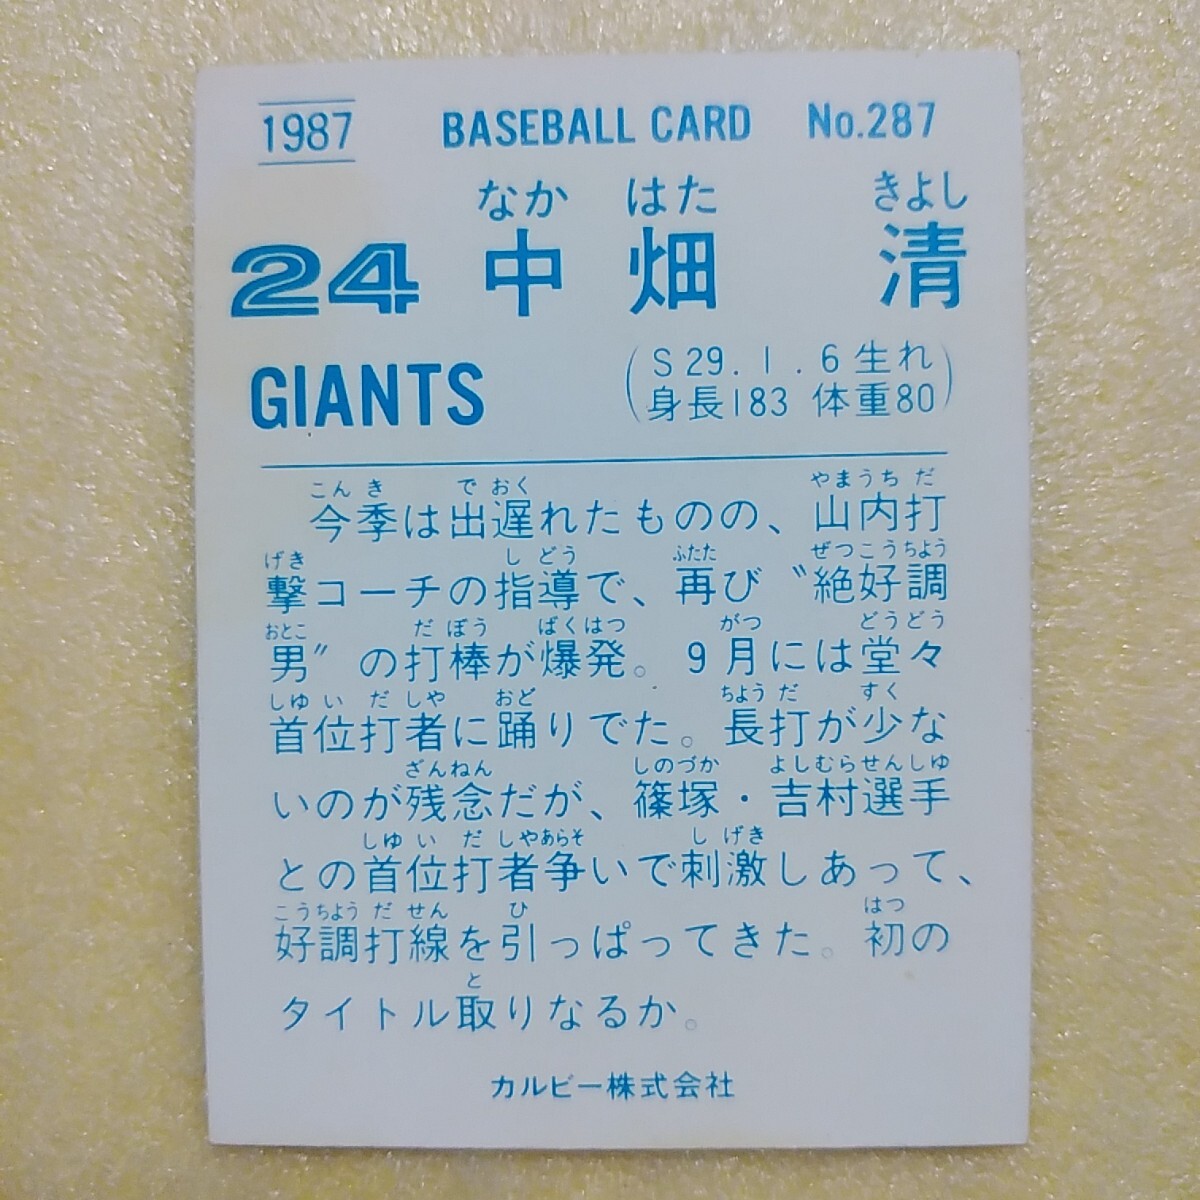 1987 BASEBALL CARD No.287
なか はた きよし
24 中畑 清
GIANTS
(S29.1.6生れ
身長183 体重80)
こんき でおく やまうちだ
今季は出遅れたものの、山内打
げき しどう ふたた ぜつこうちよう
撃コーチの指導で、再び〝絶好調
おとこ だぼう ばくはつ がつ どうどう
男〟の打棒が爆発。9月には堂々
しゆいだしや おど ちようだ すく
首位打者に踊りでた。長打が少な
ざんねん しのづか よしむらせんしゆ
いのが残念だが、篠塚・吉村選手
しゆいだしやあらそ しげき
との首位打者争いで刺激しあって、
こうちようだせん ひ はつ
好調打線を引っぱってきた。初の
と
タイトル取りなるか。
カルビー株式会社